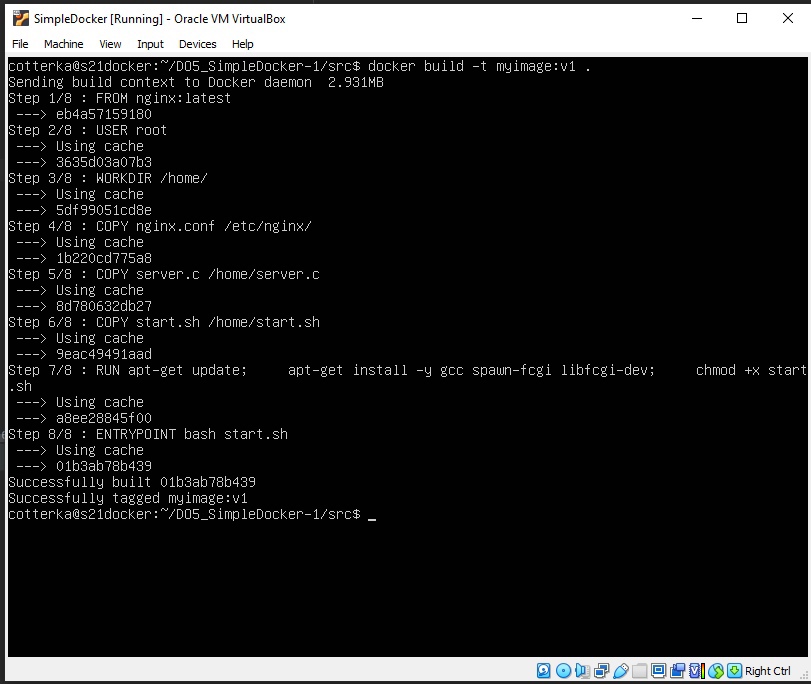 SimpleDocker [Running] - Oracle VM VirtualBox
File Machine View Input Devices Help
cotterka@s21docker:~/DO5_SimpleDocker-1/src$ docker build -t myimage:v1 .
Sending build context to Docker daemon  2.931MB
Step 1/8 : FROM nginx:latest
 ---> eb4a57159180
Step 2/8 : USER root
 ---> Using cache
 ---> 3635d03a07b3
Step 3/8 : WORKDIR /home/
 ---> Using cache
 ---> 5df99051cd8e
Step 4/8 : COPY nginx.conf /etc/nginx/
 ---> Using cache
 ---> 1b220cd775a8
Step 5/8 : COPY server.c /home/server.c
 ---> Using cache
 ---> 8d780632db27
Step 6/8 : COPY start.sh /home/start.sh
 ---> Using cache
 ---> 9eac49491aad
Step 7/8 : RUN apt-get update;     apt-get install -y gcc spawn-fcgi libfcgi-dev;     chmod +x start
.sh
 ---> Using cache
 ---> a8ee28845f00
Step 8/8 : ENTRYPOINT bash start.sh
 ---> Using cache
 ---> 01b3ab78b439
Successfully built 01b3ab78b439
Successfully tagged myimage:v1
cotterka@s21docker:~/DO5_SimpleDocker-1/src$ _
Right Ctrl